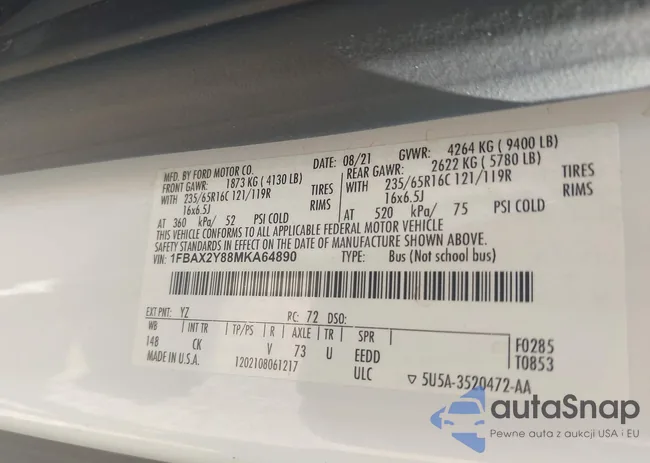 MFD. BY FORD MOTOR CO.
DATE: 08/21 GVWR: 4264 KG (9400 LB)
FRONT GAWR: 1873 KG (4130 LB) REAR GAWR: 2622 KG (5780 LB)
WITH 235/65R16C 121/119R TIRES WITH 235/65R16C 121/119R TIRES
16x6.5J RIMS 16x6.5J RIMS
AT 360 kPa/ 52 PSI COLD AT 520 kPa/ 75 PSI COLD
THIS VEHICLE CONFORMS TO ALL APPLICABLE FEDERAL MOTOR VEHICLE
SAFETY STANDARDS IN EFFECT ON THE DATE OF MANUFACTURE SHOWN ABOVE.
VIN: 1FBAX2Y88MKA64890 TYPE: Bus (Not school bus)
EXT PNT: YZ RC: 72 DSO:
WB INT TR TP/PS R AXLE TR SPR
148 CK V 73 U EEDD
F0285
T0853
MADE IN U.S.A. 1202108061217 ULC
▽ 5U5A-3520472-AA
autaSnap
Pewne auta z aukcji USA i EU